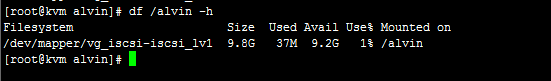 [root@kvm alvin]# df /alvin -h
Filesystem Size Used Avail Use% Mounted on
/dev/mapper/vg_iscsi-iscsi_lv1 9.8G 37M 9.2G 1% /alvin
[root@kvm alvin]#